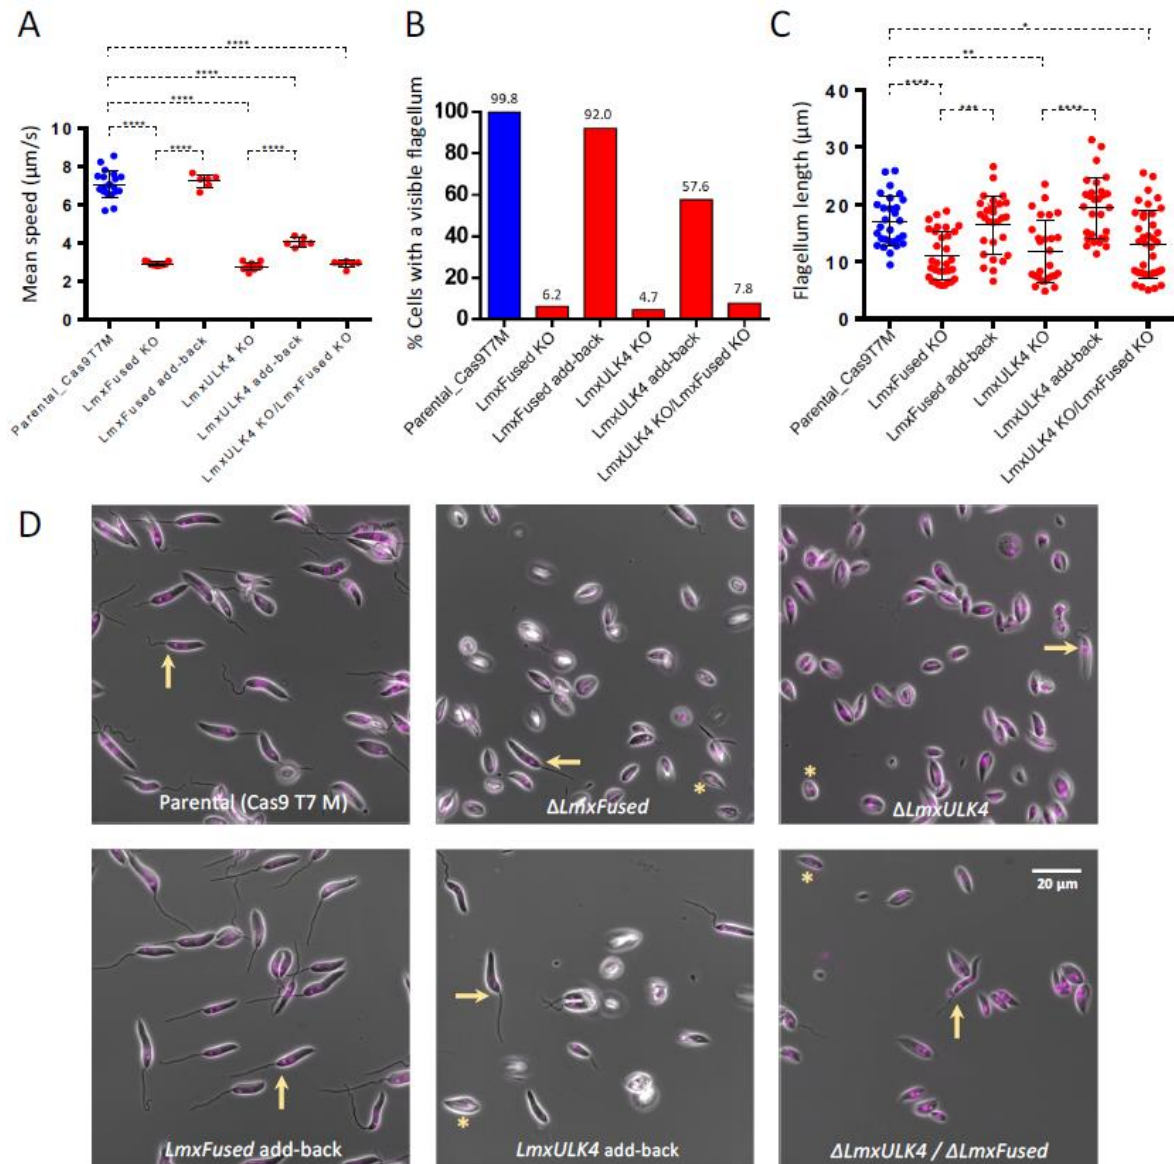 A
B
C
****
****
****
****
****
****
Mean speed (μm/s)
10
8
6
4
2
0
Parental_Cas9T7M
LmxFused KO
LmxFused add-back
LmxULK4 KO
LmxULK4 add-back
LmxULK4 KO/LmxFused KO
% Cells with a visible flagellum
100
80
60
40
20
0
99.8
6.2
92.0
4.7
57.6
7.8
Parental_Cas9T7M
LmxFused KO
LmxFused add-back
LmxULK4 KO
LmxULK4 add-back
LmxULK4 KO/LmxFused KO
*
**
****
***
****
Flagellum length (μm)
40
30
20
10
0
Parental_Cas9T7M
LmxFused KO
LmxFused add-back
LmxULK4 KO
LmxULK4 add-back
LmxULK4 KO/LmxFused KO
D
Parental (Cas9 T7 M)
*
ΔLmxFused
*
ΔLmxULK4
LmxFused add-back
*
LmxULK4 add-back
*
20 μm
ΔLmxULK4 / ΔLmxFused